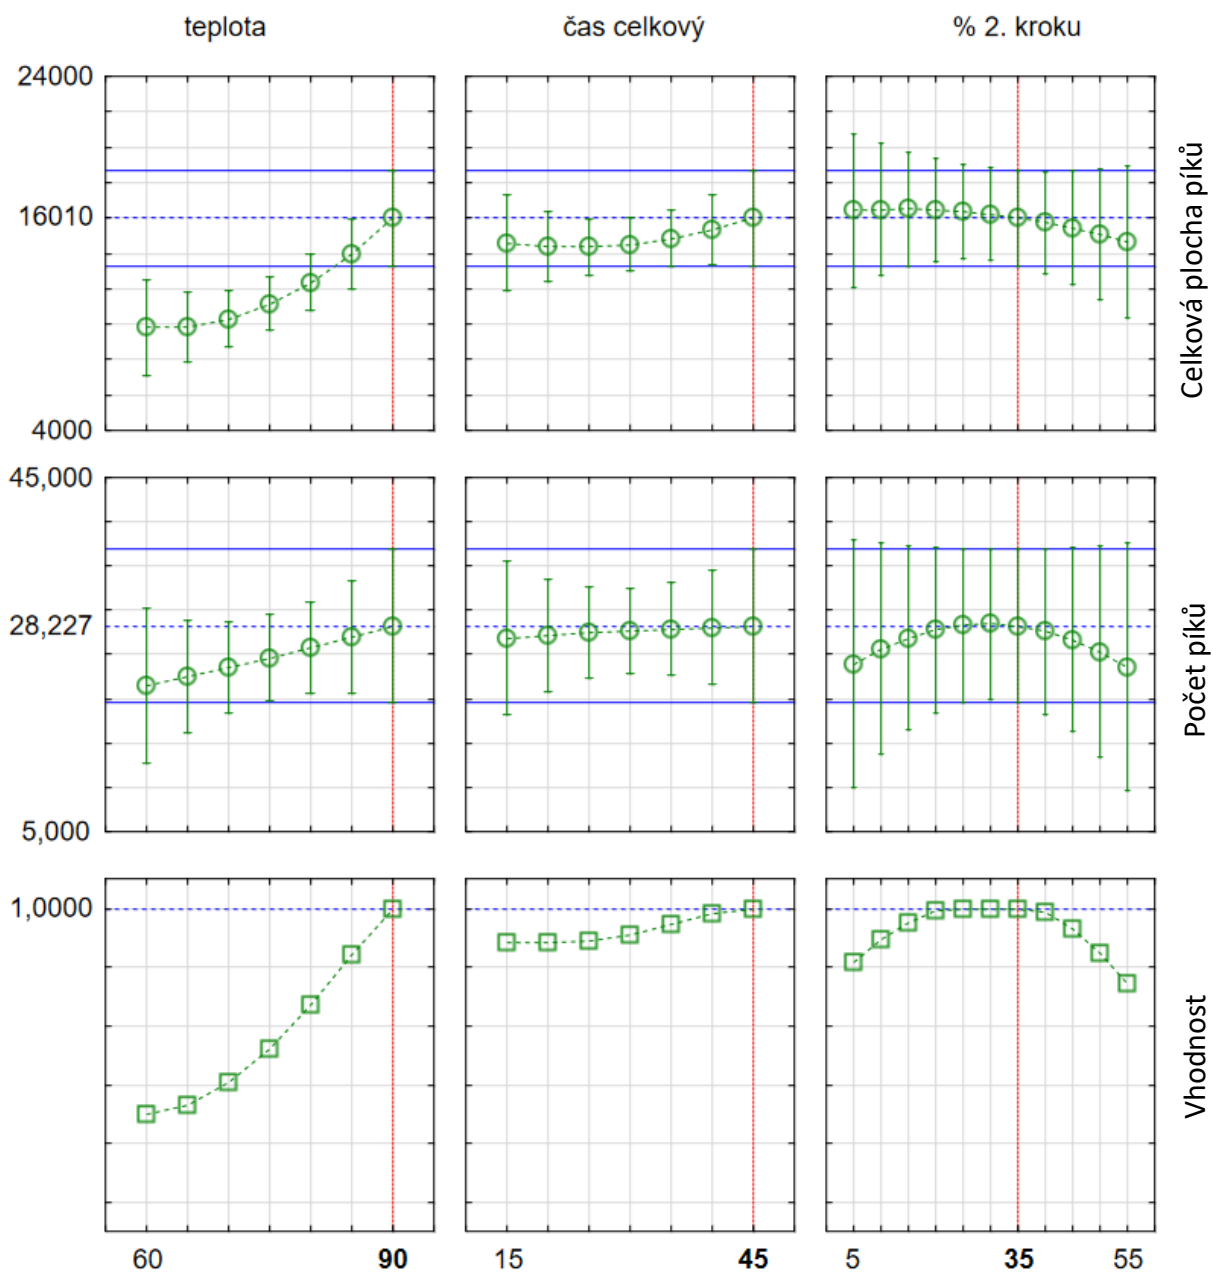 teplota
čas celkový
% 2. kroku
24000
16010
4000
Celková plocha píků
45,000
28,227
5,000
Počet píků
1,0000
Vhodnost
60
90
15
45
5
35
55